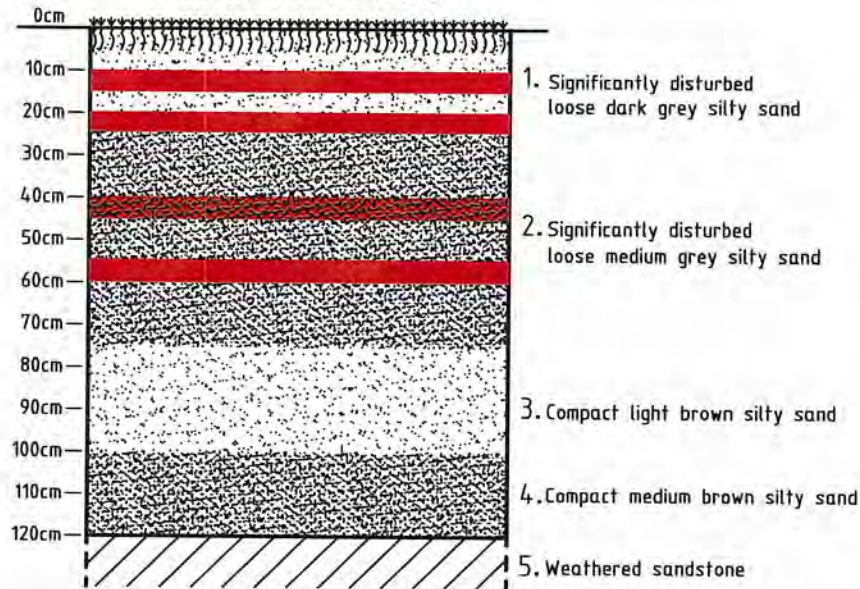 0cm
10cm
20cm
30cm
40cm
50cm
60cm
70cm
80cm
90cm
100cm
110cm
120cm
1. Significantly disturbed
loose dark grey silty sand
2. Significantly disturbed
loose medium grey silty sand
3. Compact light brown silty sand
4. Compact medium brown silty sand
5. Weathered sandstone